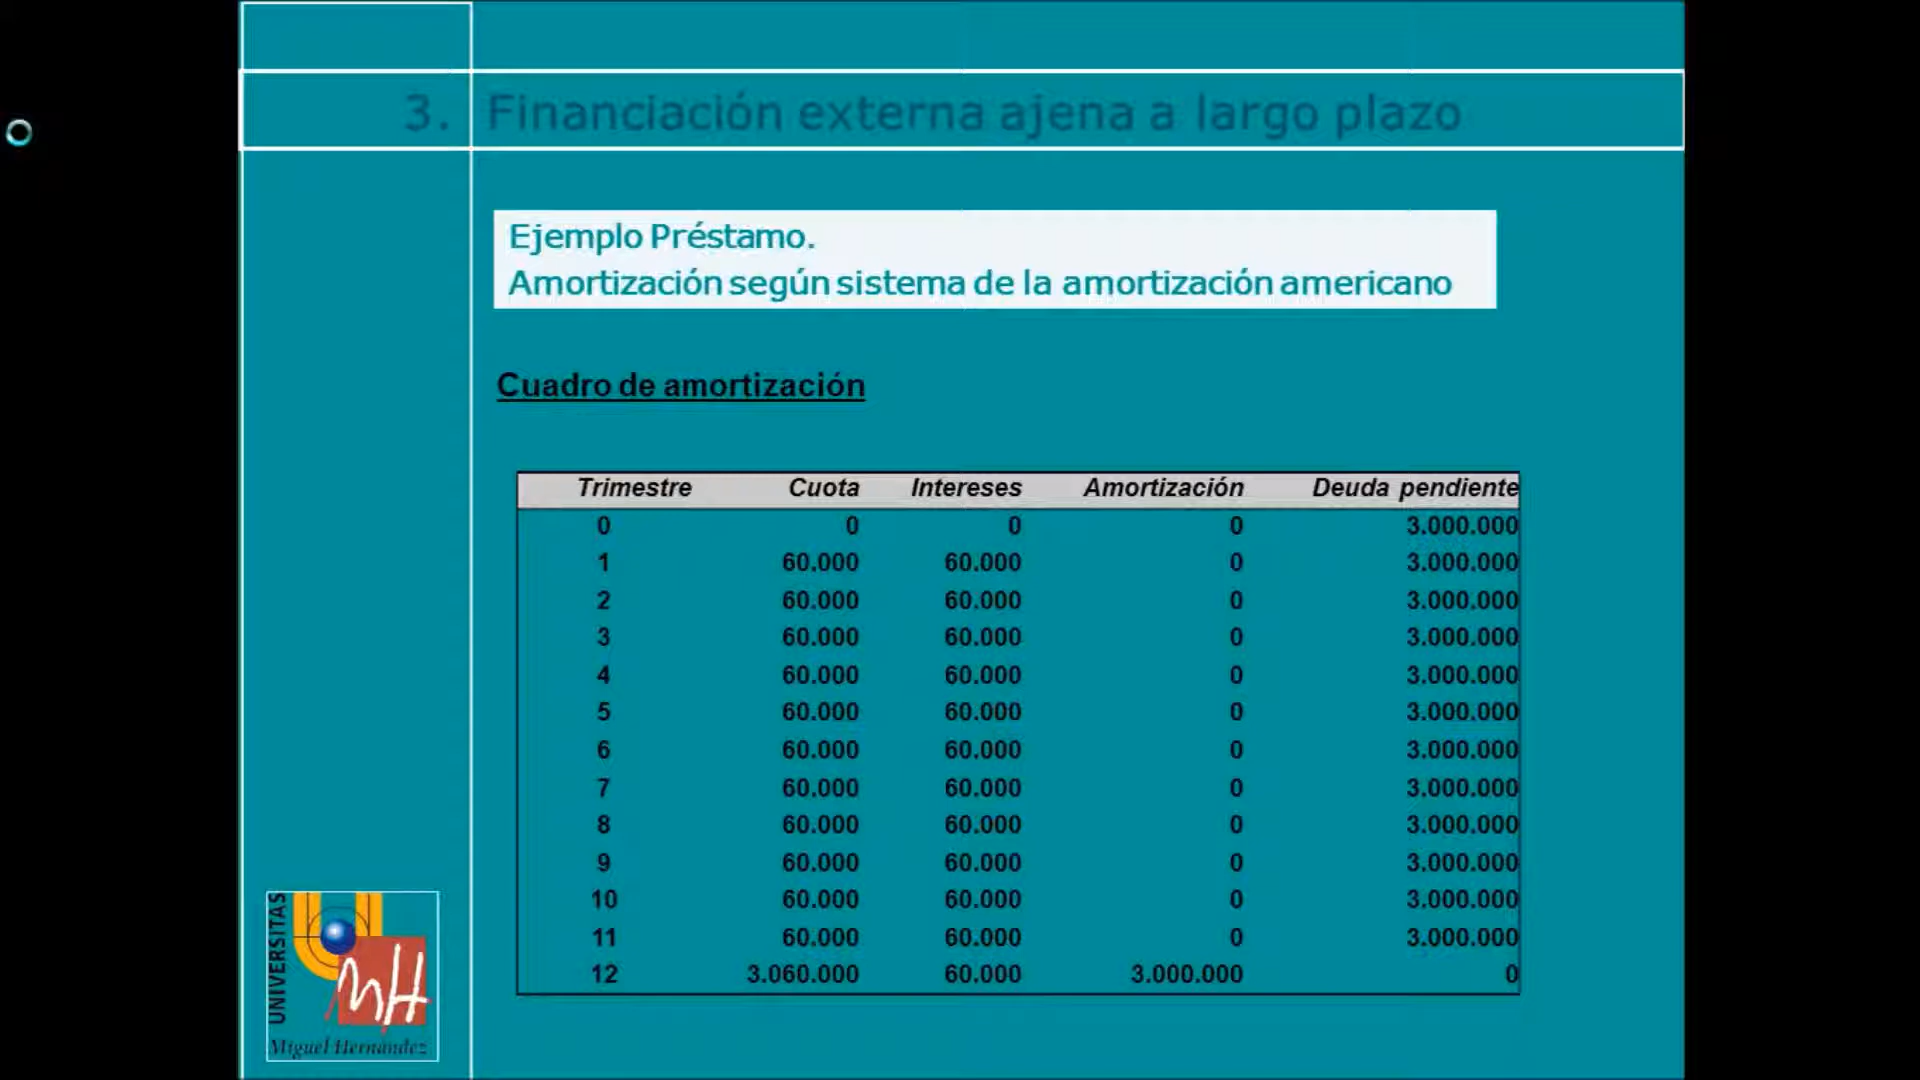 3. Financiación externa ajena a largo plazo
Ejemplo Préstamo.
Amortización según sistema de la amortización americano
Cuadro de amortización
Trimestre Cuota Intereses Amortización Deuda pendiente
0 0 0 0 3.000.000
1 60.000 60.000 0 3.000.000
2 60.000 60.000 0 3.000.000
3 60.000 60.000 0 3.000.000
4 60.000 60.000 0 3.000.000
5 60.000 60.000 0 3.000.000
6 60.000 60.000 0 3.000.000
7 60.000 60.000 0 3.000.000
8 60.000 60.000 0 3.000.000
9 60.000 60.000 0 3.000.000
10 60.000 60.000 0 3.000.000
11 60.000 60.000 0 3.000.000
12 3.060.000 60.000 3.000.000 0
UNIVERSITAS
MH
Miguel Hernández